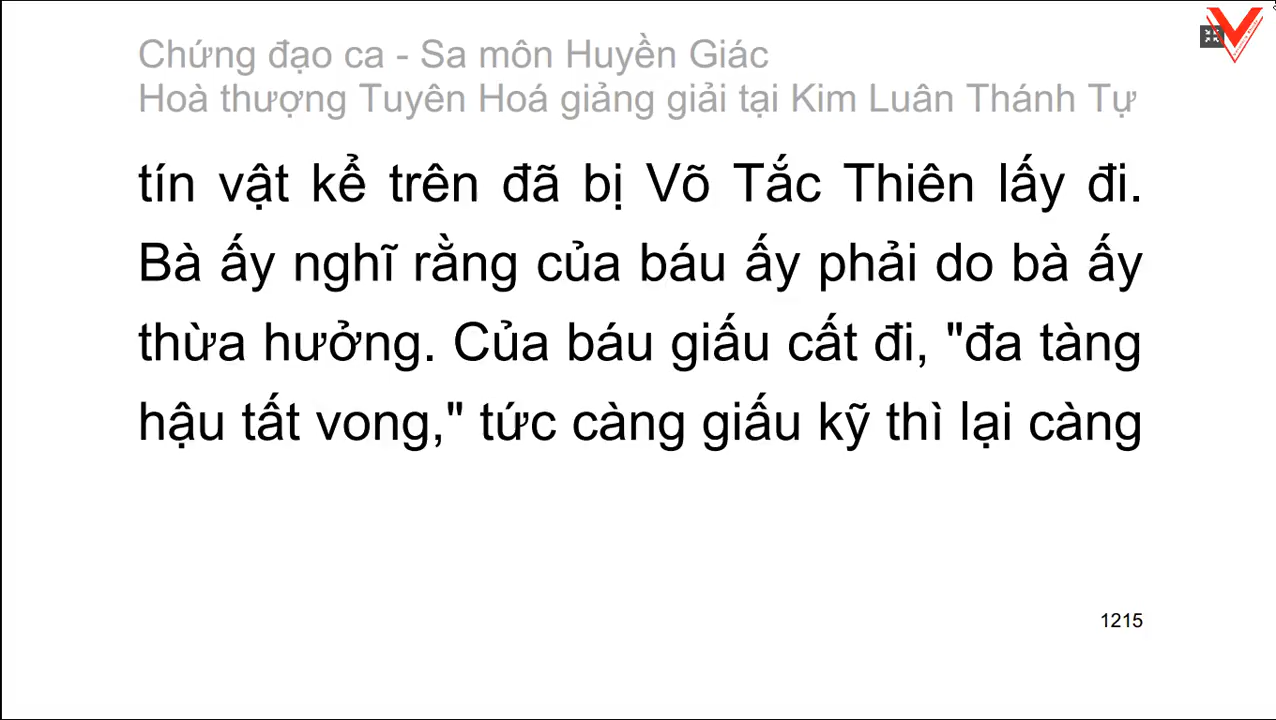 Chứng đạo ca - Sa môn Huyền Giác
Hoà thượng Tuyên Hoá giảng giải tại Kim Luân Thánh Tự
tín vật kể trên đã bị Võ Tắc Thiên lấy đi.
Bà ấy nghĩ rằng của báu ấy phải do bà ấy
thừa hưởng. Của báu giấu cất đi, "đa tàng
hậu tất vong," tức càng giấu kỹ thì lại càng
1215